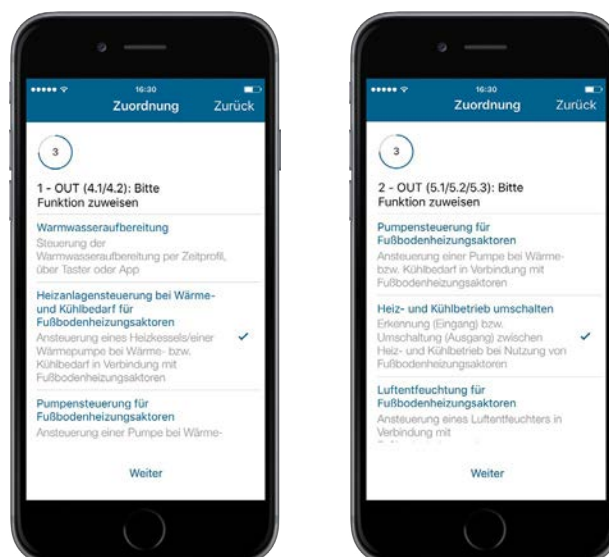 16:30
Zuordnung Zurück
3
1 - OUT (4.1/4.2): Bitte
Funktion zuweisen
Warmwasseraufbereitung
Steuerung der
Warmwasseraufbereitung per Zeitprofil,
über Taster oder App
Heizanlagensteuerung bei Wärme-
und Kühlbedarf für
Fußbodenheizungsaktoren
Ansteuerung eines Heizkessels/einer
Wärmepumpe bei Wärme- bzw.
Kühlbedarf in Verbindung mit
Fußbodenheizungsaktoren
Pumpensteuerung für
Fußbodenheizungsaktoren
Ansteuerung einer Pumpe bei Wärme-
Weiter
16:30
Zuordnung Zurück
3
2 - OUT (5.1/5.2/5.3): Bitte
Funktion zuweisen
Pumpensteuerung für
Fußbodenheizungsaktoren
Ansteuerung einer Pumpe bei Wärme-
bzw. Kühlbedarf in Verbindung mit
Fußbodenheizungsaktoren
Heiz- und Kühlbetrieb umschalten
Erkennung (Eingang) bzw.
Umschaltung (Ausgang) zwischen
Heiz- und Kühlbetrieb bei Nutzung von
Fußbodenheizungsaktoren
Luftentfeuchtung für
Fußbodenheizungsaktoren
Ansteuerung eines Luftentfeuchters in
Verbindung mit
Weiter